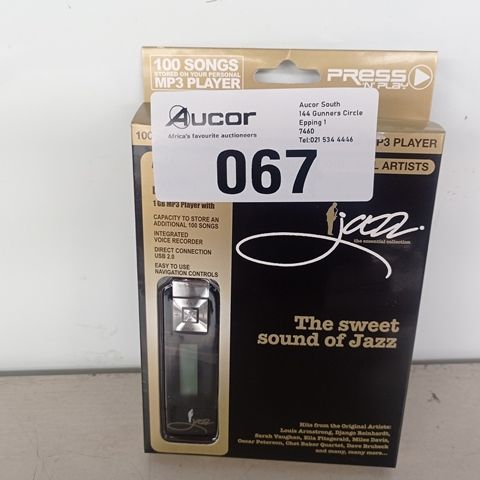 100 SONGS
STORED ON YOUR PERSONAL
MP3 PLAYER
PRESS
'N' PLAY
Aucor
Africa's favourite auctioneers
Aucor South
144 Gunners Circle
Epping 1
7460
Tel:021 534 4446
067
100
P3 PLAYER
ARTISTS
1 GB MP3 Player with
CAPACITY TO STORE AN
ADDITIONAL 100 SONGS
INTEGRATED
VOICE RECORDER
DIRECT CONNECTION
USB 2.0
EASY TO USE
NAVIGATION CONTROLS
jazz
the essential collection
The sweet
sound of Jazz
jazz
Hits from the Original Artists:
Louis Armstrong, Django Reinhardt,
Sarah Vaughan, Ella Fitzgerald, Miles Davis,
Oscar Peterson, Chet Baker Quartet, Dave Brubeck
and many, many more...